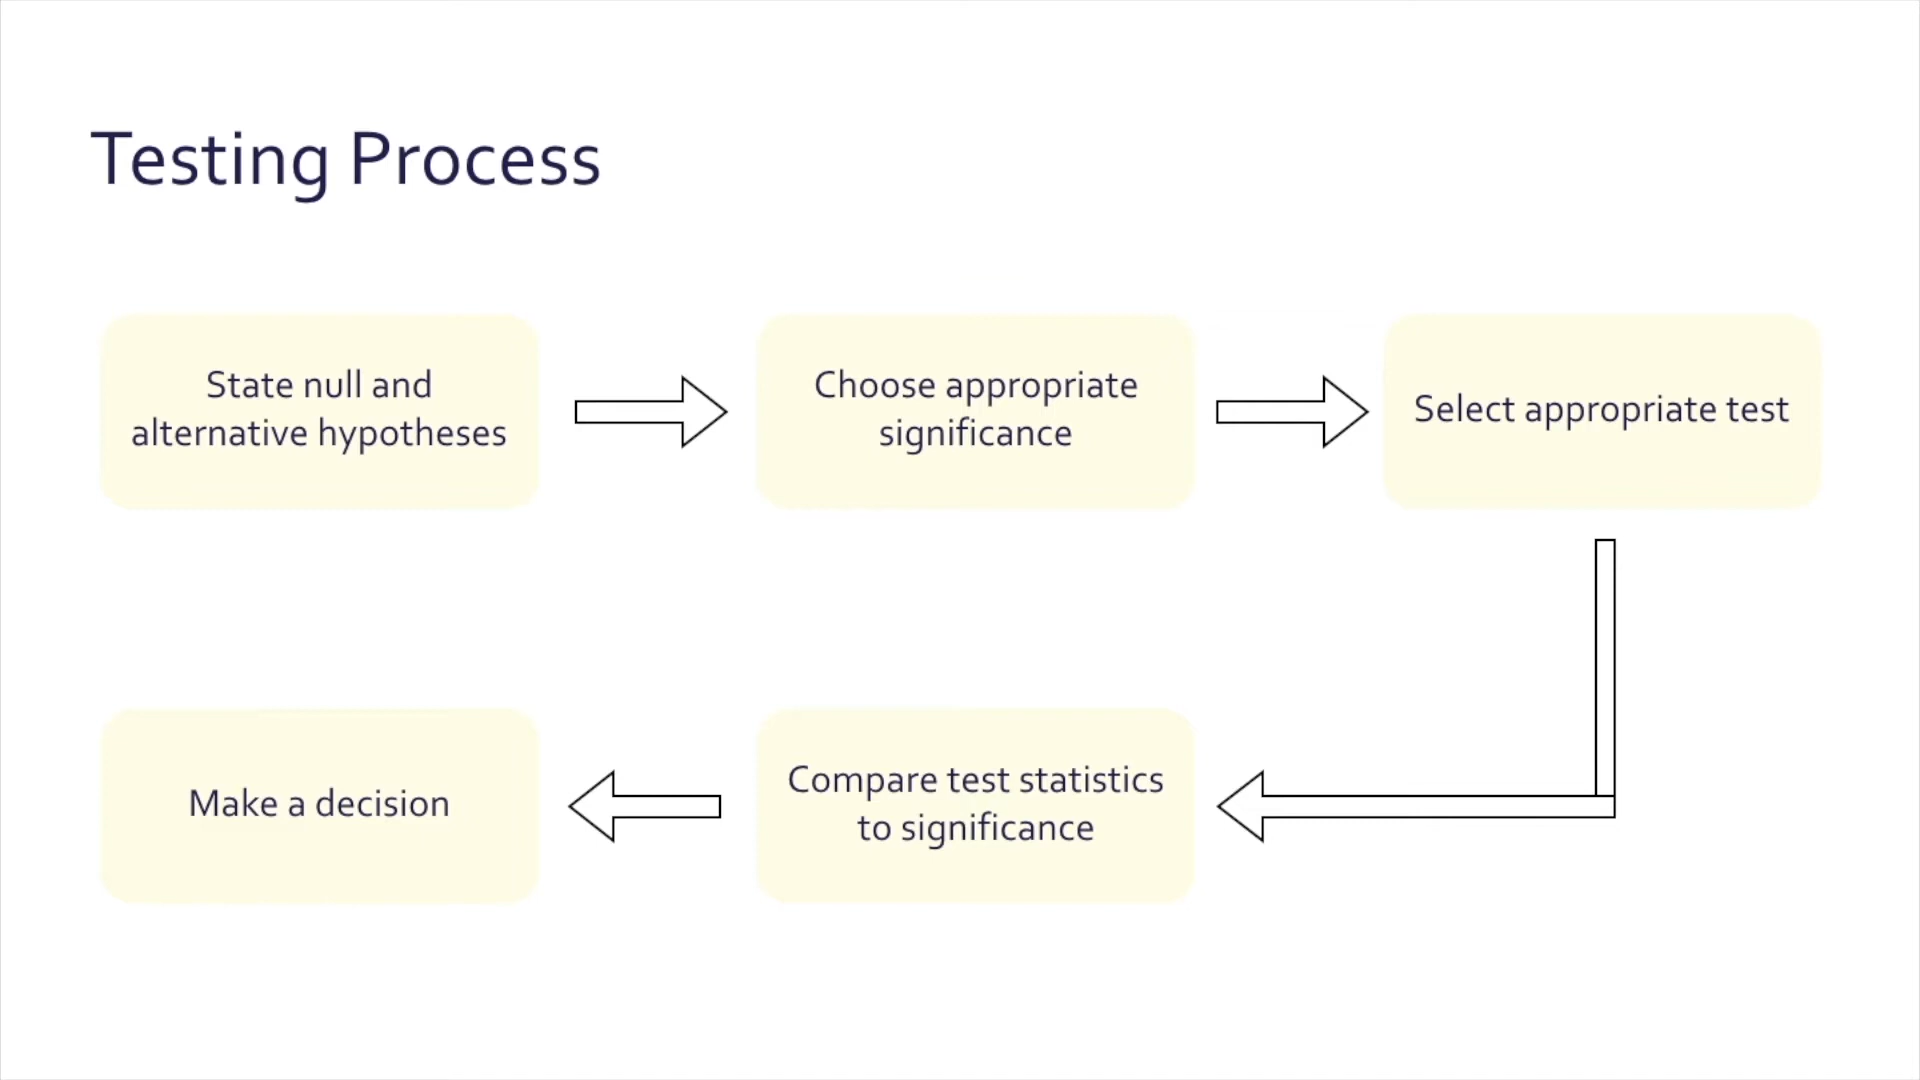 Testing Process
State null and
alternative hypotheses
Choose appropriate
significance
Select appropriate test
Compare test statistics
to significance
Make a decision